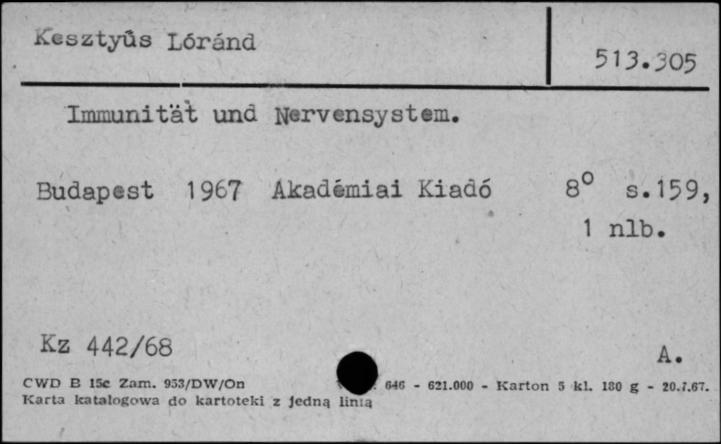 Kesztyűs Lóránd
513.305
Immunität und Nervensystem.
Budapest 1967 Akadémiai Kiadó 8° s.159,
1 nlb.
Kz 442/68
A.
CWD B 15c Zam. 953/DW/On 646 - 621.000 - Karton 5 kl. 180 g - 20.7.67.
Karta katalogowa do kartoteki z jedną linią